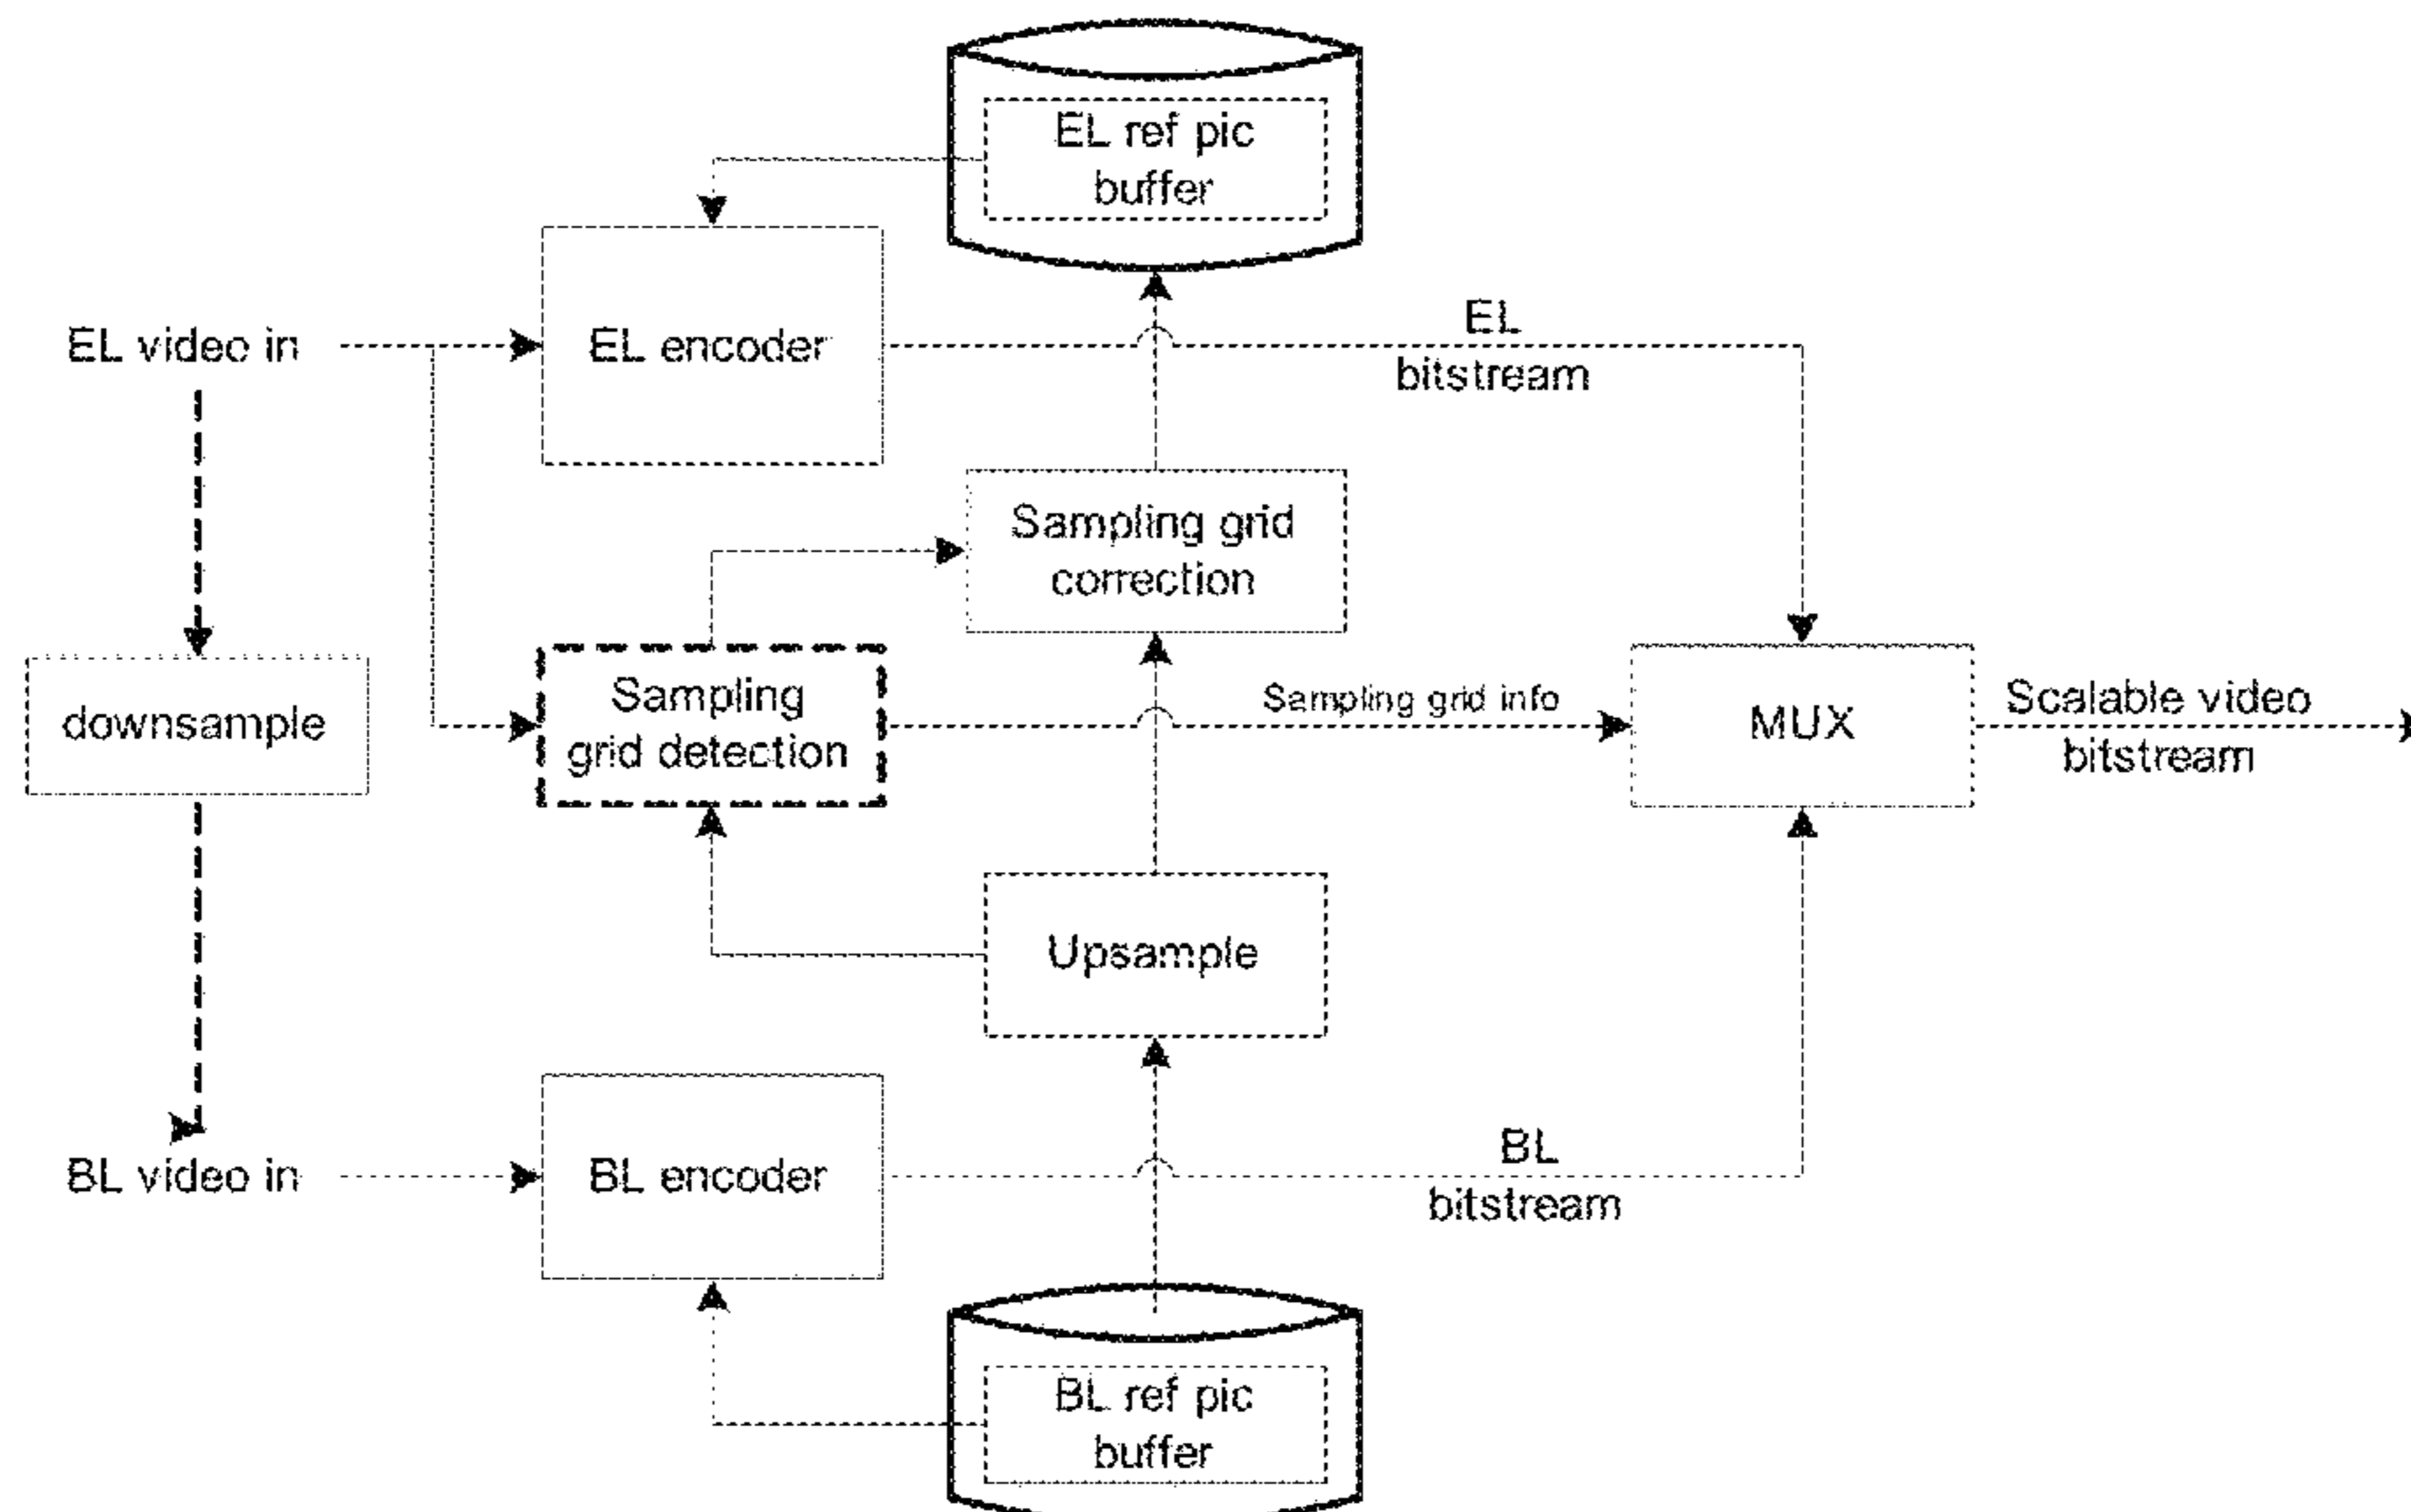 EL ref pic
buffer
EL video in
EL encoder
EL
bitstream
Sampling grid
correction
downsample
Sampling
grid detection
Sampling grid info
MUX
Scalable video
bitstream
Upsample
BL video in
BL encoder
BL
bitstream
BL ref pic
buffer